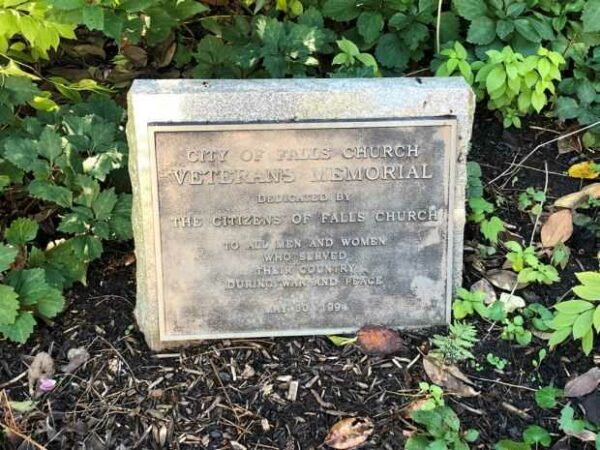 CITY OF FALLS CHURCH
VETERANS MEMORIAL
DEDICATED BY
THE CITIZENS OF FALLS CHURCH
TO ALL MEN AND WOMEN
WHO SERVED
THEIR COUNTRY
DURING WAR AND PEACE
MAY 30, 1994